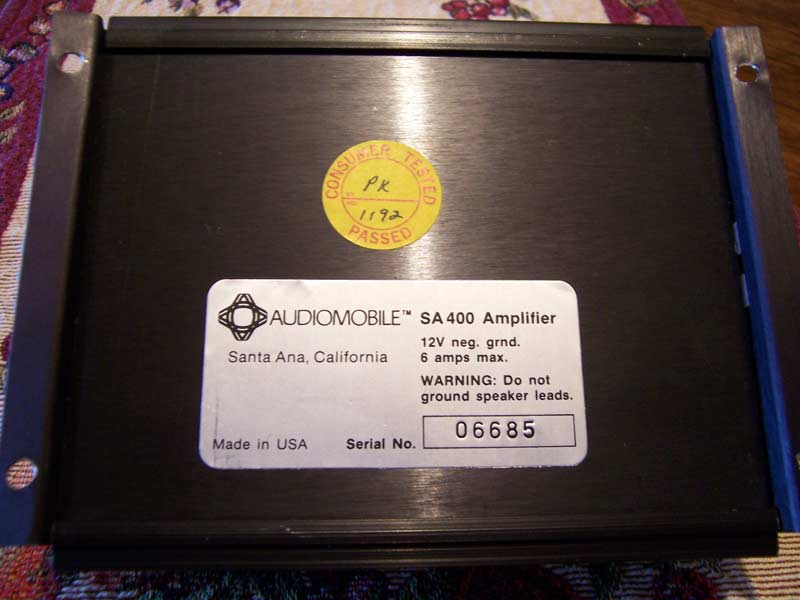 CONSUMER TESTED
PK
1192
PASSED
AUDIOMOBILE™ SA400 Amplifier
Santa Ana, California
12V neg. grnd.
6 amps max.
WARNING: Do not
ground speaker leads.
Made in USA
Serial No. 06685